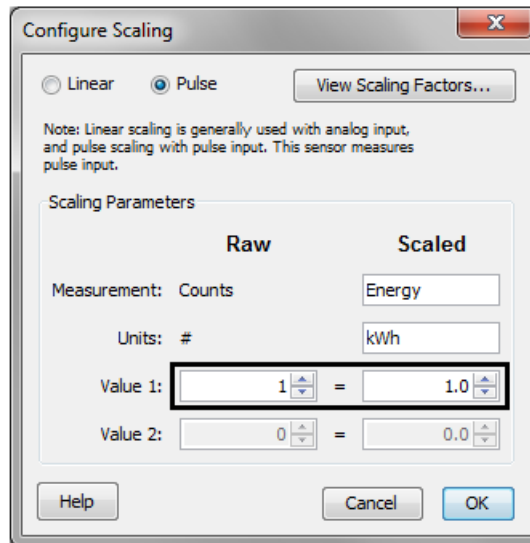 Configure Scaling
Linear Pulse View Scaling Factors...
Note: Linear scaling is generally used with analog input,
and pulse scaling with pulse input. This sensor measures
pulse input.
Scaling Parameters
Raw Scaled
Measurement: Counts Energy
Units: # kWh
Value 1: 1 = 1.0
Value 2: 0 = 0.0
Help Cancel OK